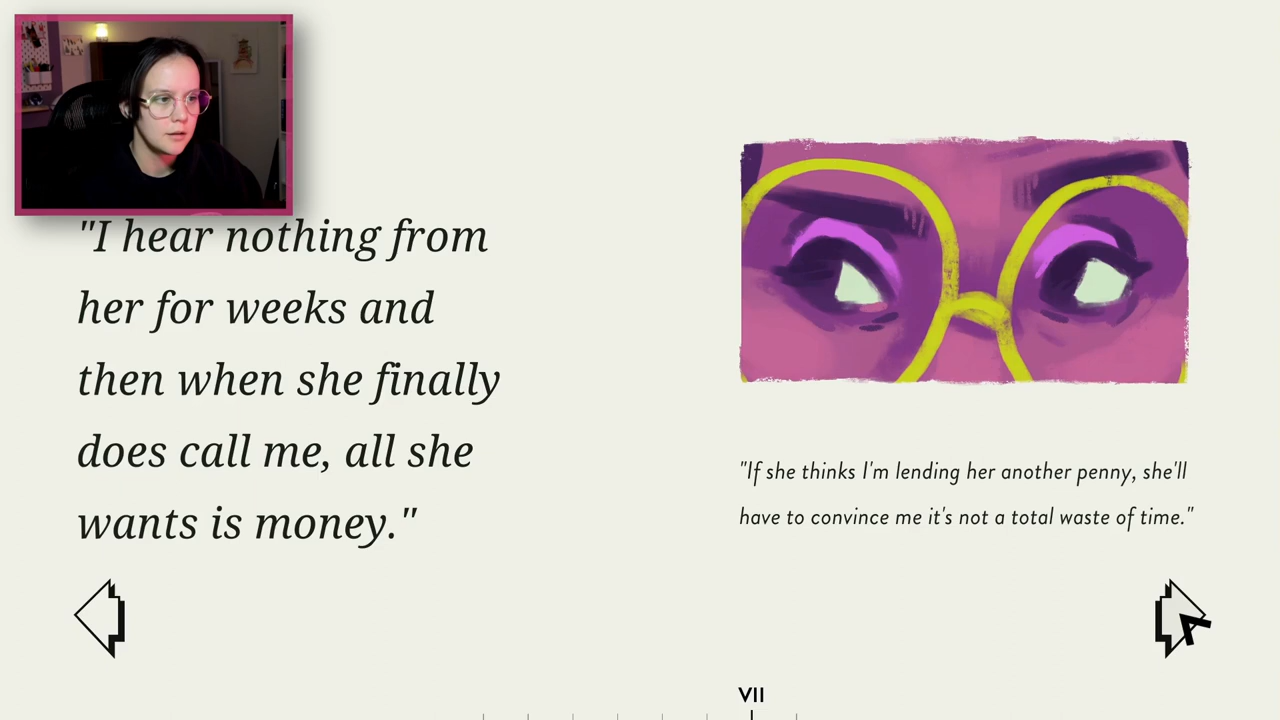 "I hear nothing from
her for weeks and
then when she finally
does call me, all she
wants is money."
"If she thinks I'm lending her another penny, she'll
have to convince me it's not a total waste of time."
VII